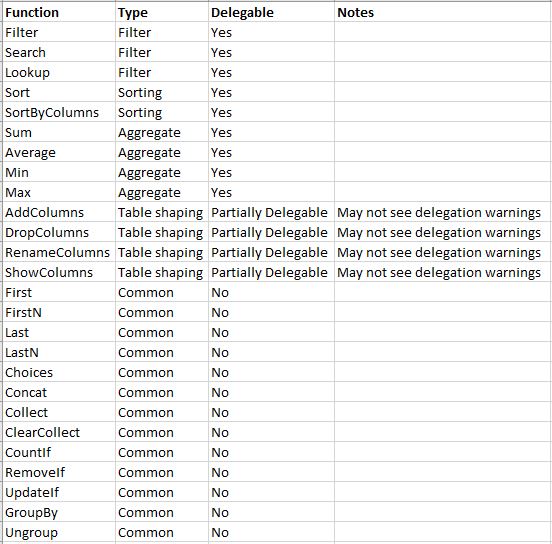 Function Type Delegable Notes
Filter Filter Yes
Search Filter Yes
Lookup Filter Yes
Sort Sorting Yes
SortByColumns Sorting Yes
Sum Aggregate Yes
Average Aggregate Yes
Min Aggregate Yes
Max Aggregate Yes
AddColumns Table shaping Partially Delegable May not see delegation warnings
DropColumns Table shaping Partially Delegable May not see delegation warnings
RenameColumns Table shaping Partially Delegable May not see delegation warnings
ShowColumns Table shaping Partially Delegable May not see delegation warnings
First Common No
FirstN Common No
Last Common No
LastN Common No
Choices Common No
Concat Common No
Collect Common No
ClearCollect Common No
CountIf Common No
RemoveIf Common No
UpdateIf Common No
GroupBy Common No
Ungroup Common No